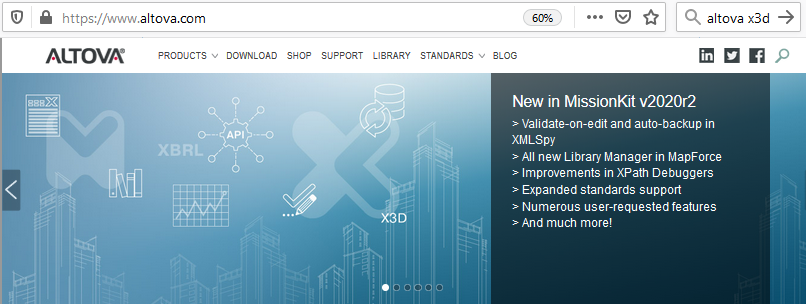 https://www.altova.com 60% altova x3d
ALTOVA® PRODUCTS DOWNLOAD SHOP SUPPORT LIBRARY STANDARDS BLOG
New in MissionKit v2020r2
> Validate-on-edit and auto-backup in
XMLSpy
> All new Library Manager in MapForce
> Improvements in XPath Debuggers
> Expanded standards support
> Numerous user-requested features
> And much more!
API
XBRL
X3D